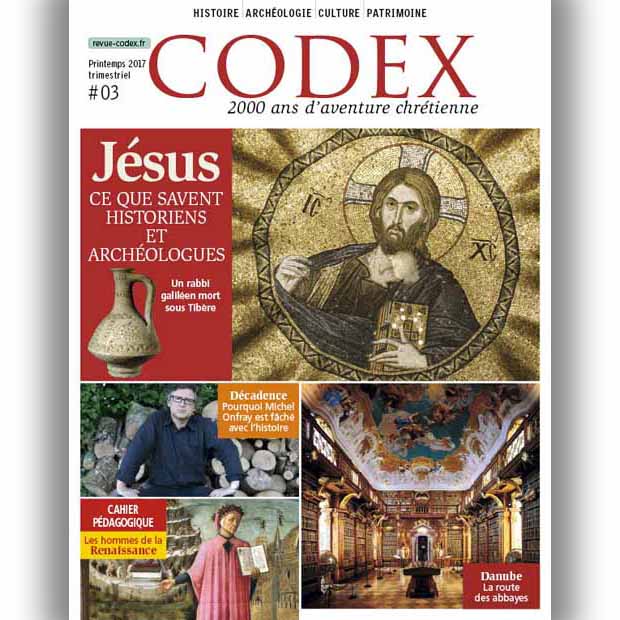 HISTOIRE ARCHÉOLOGIE CULTURE PATRIMOINE
revue-codex.fr
Printemps 2017
trimestriel
#03
CODEX
2000 ans d'aventure chrétienne
Jésus
CE QUE SAVENT
HISTORIENS
ET
ARCHÉOLOGUES
Un rabbi
galiléen mort
sous Tibère
IC
XC
Décadence
Pourquoi Michel
Onfray est fâché
avec l'histoire
CAHIER
PÉDAGOGIQUE
Les hommes de la
Renaissance
Danube
La route
des abbayes